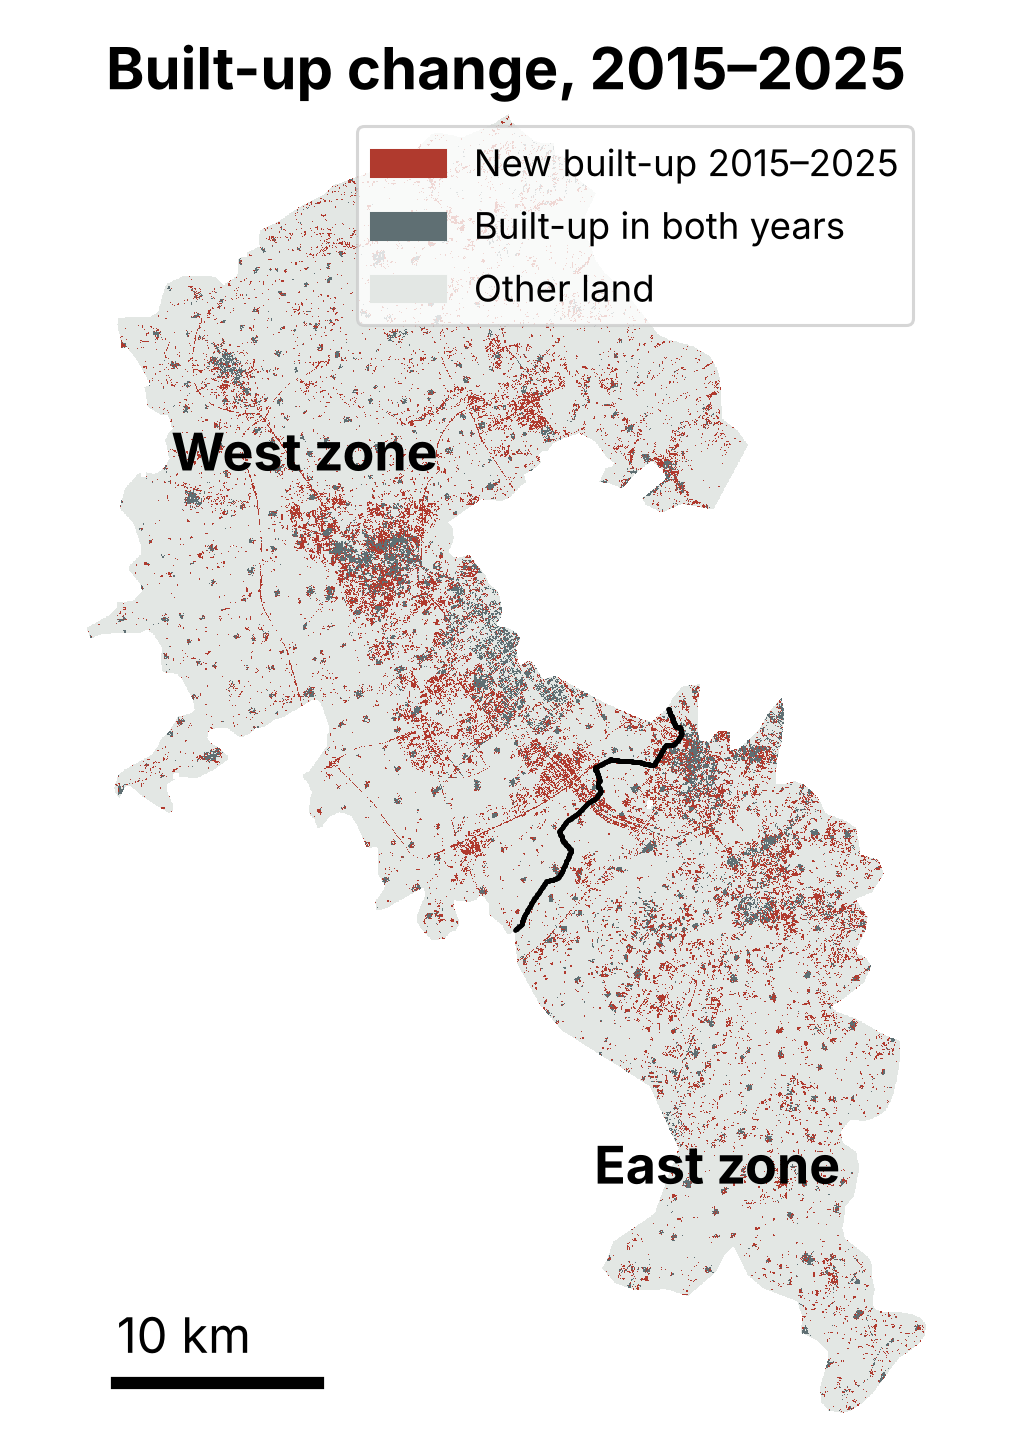 Built-up change, 2015–2025
New built-up 2015–2025
Built-up in both years
Other land
West zone
East zone
10 km